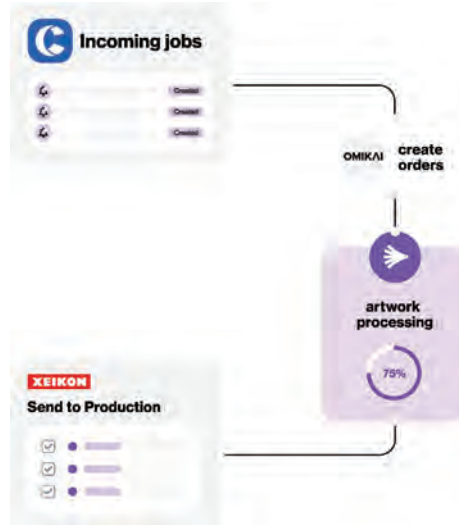 Incoming jobs
Created
Created
Created
OMIKAI
create
orders
artwork
processing
75%
XEIKON
Send to Production